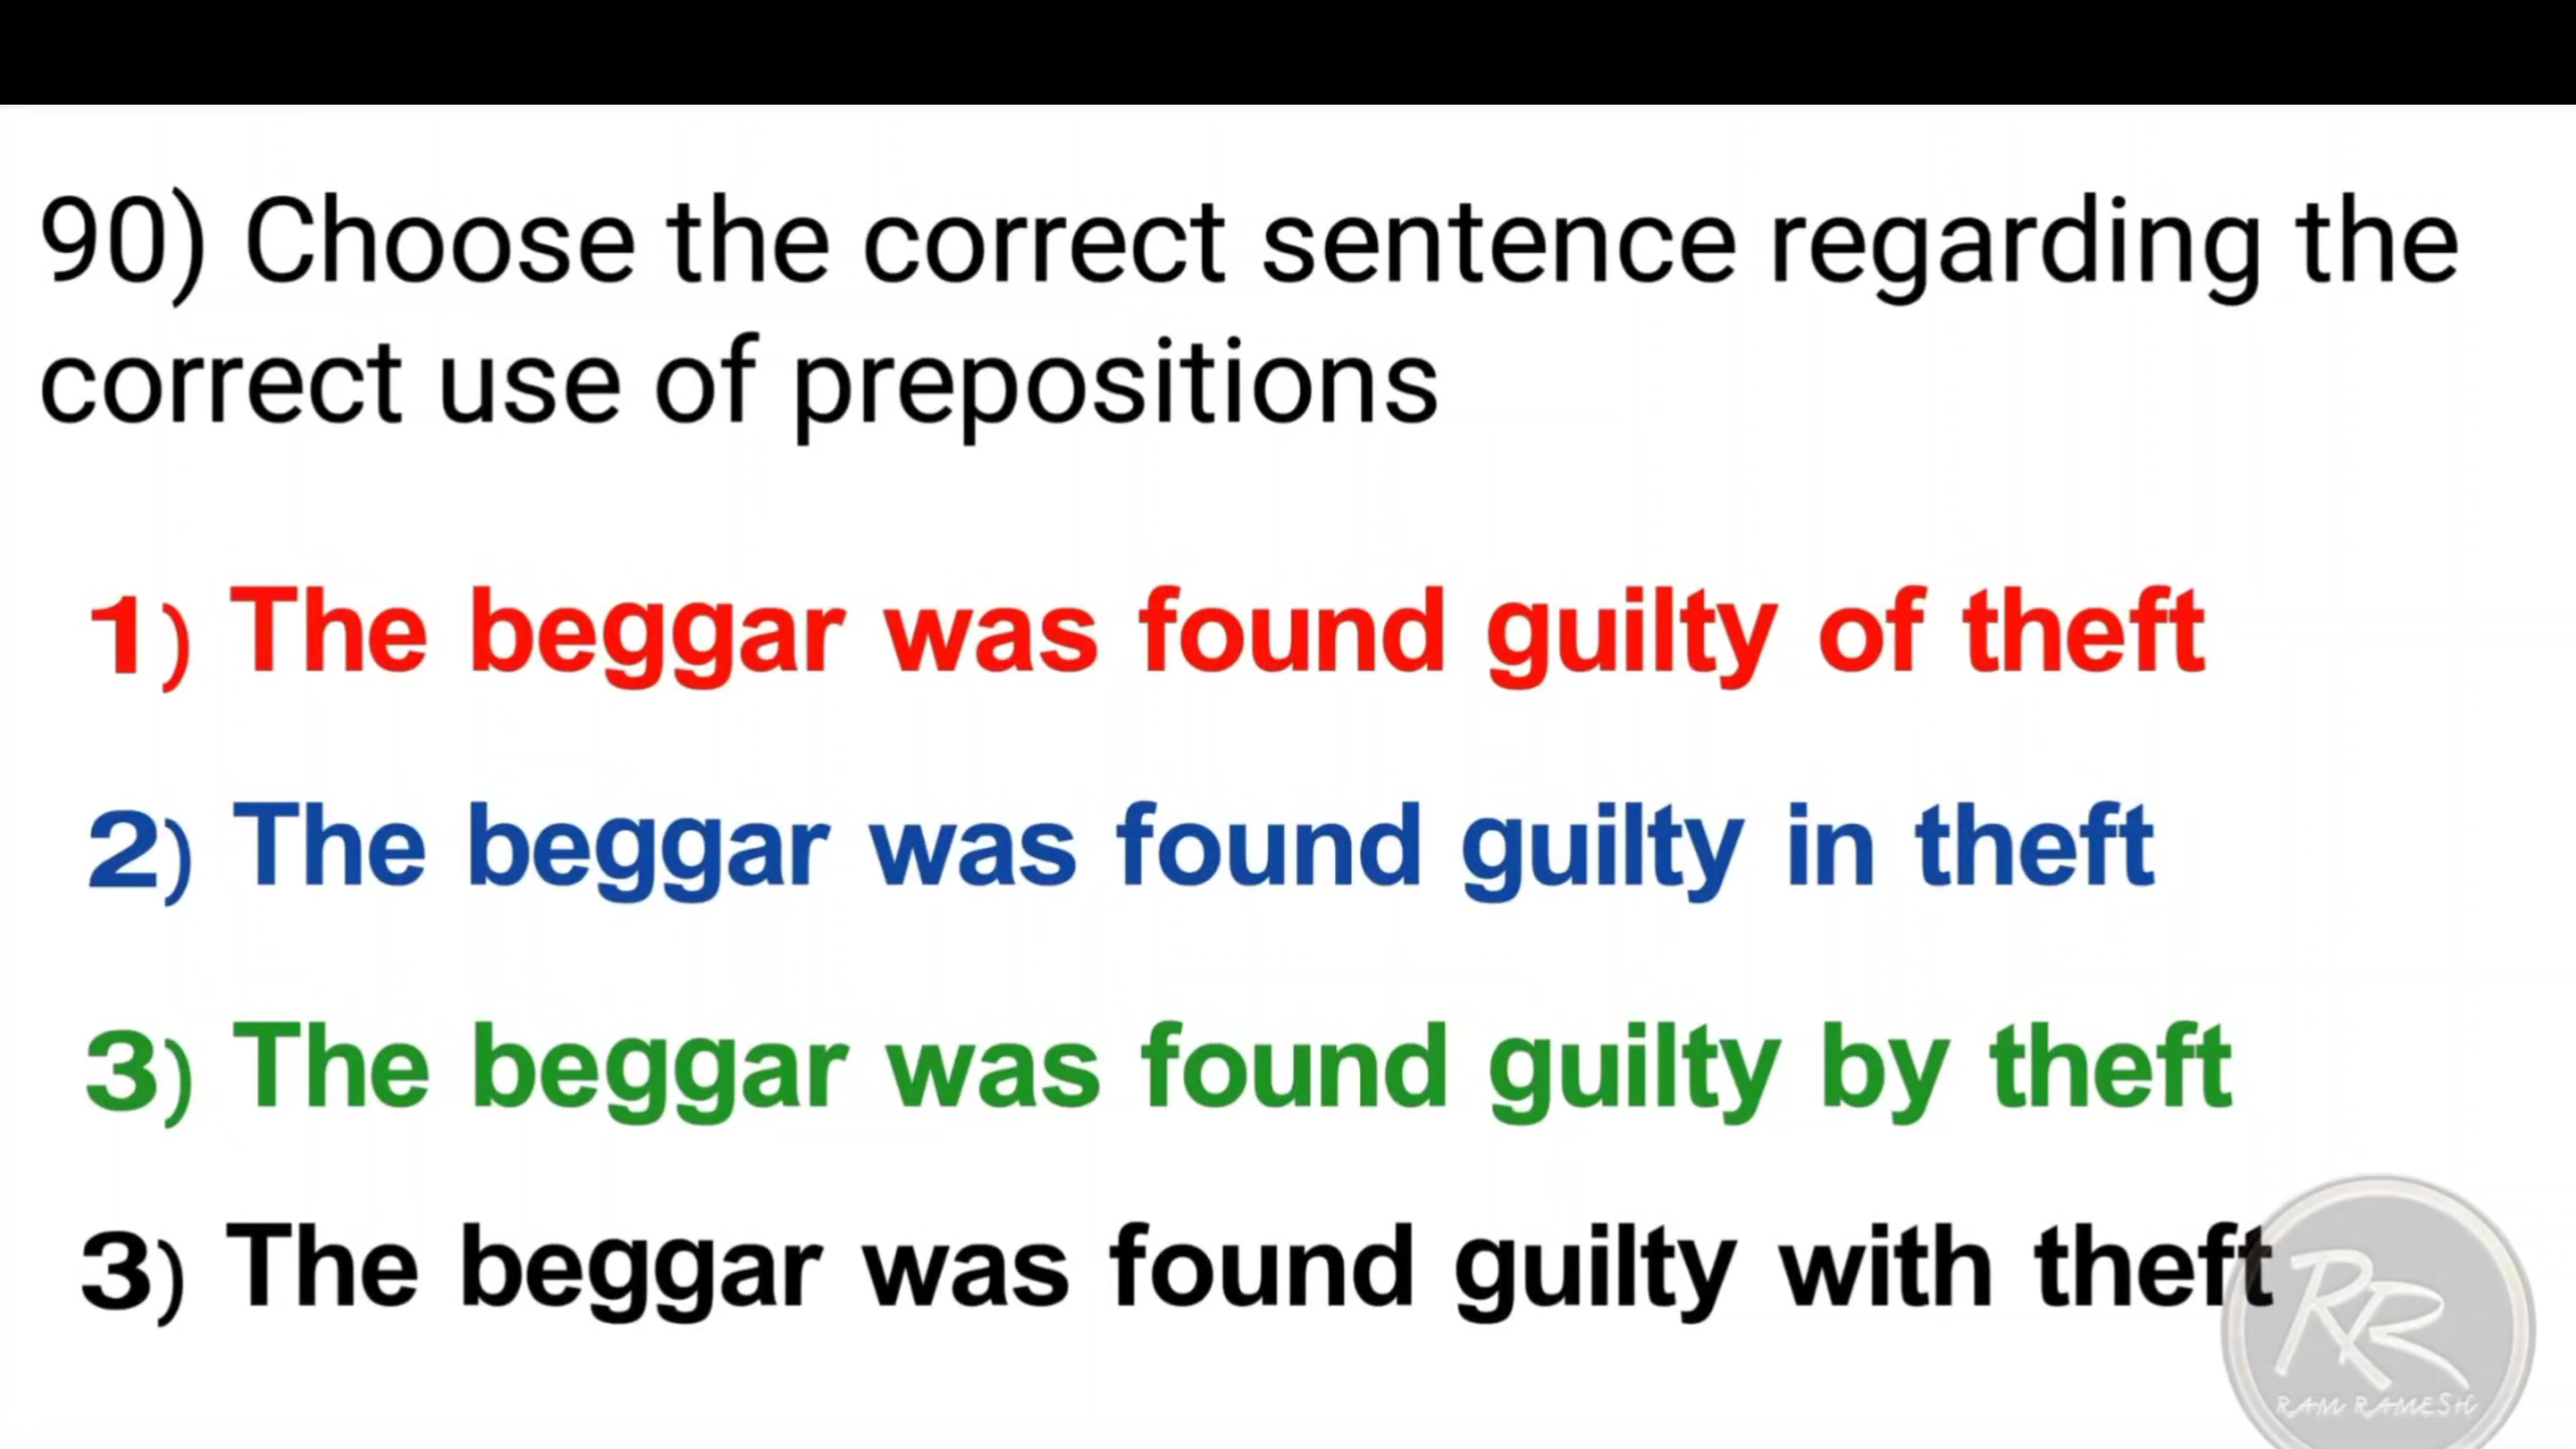 90) Choose the correct sentence regarding the
correct use of prepositions
1) The beggar was found guilty of theft
2) The beggar was found guilty in theft
3) The beggar was found guilty by theft
3) The beggar was found guilty with theft
RR
RAM RAMESH